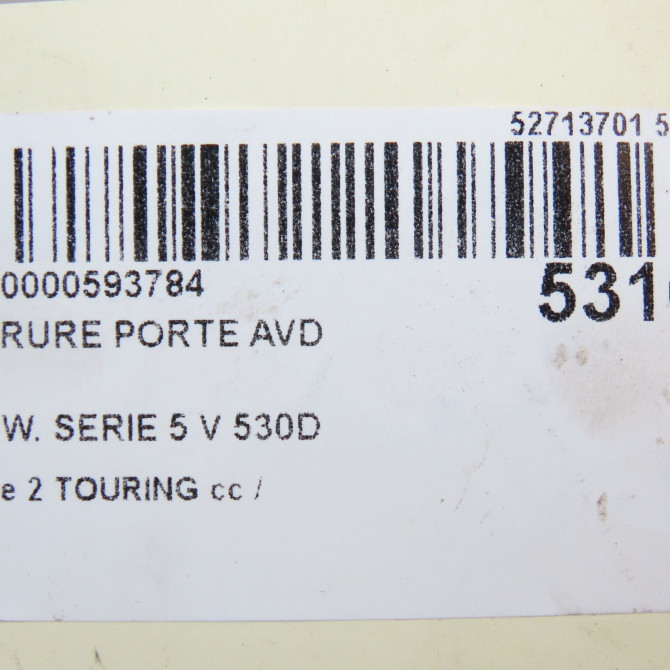 52713701 5
0000593784
531
RURE PORTE AVD
W. SERIE 5 V 530D
e 2 TOURING cc /